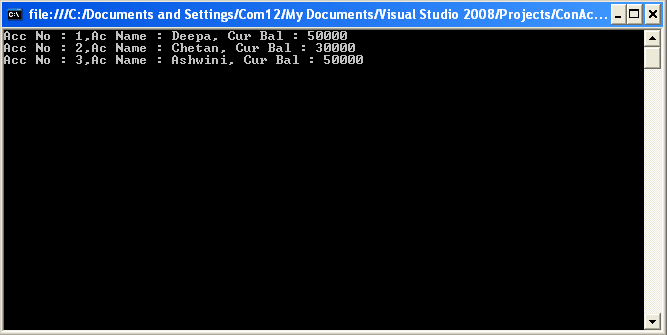 file:///C:/Documents and Settings/Com12/My Documents/Visual Studio 2008/Projects/ConAc...
Acc No : 1,Ac Name : Deepa, Cur Bal : 50000
Acc No : 2,Ac Name : Chetan, Cur Bal : 30000
Acc No : 3,Ac Name : Ashwini, Cur Bal : 50000